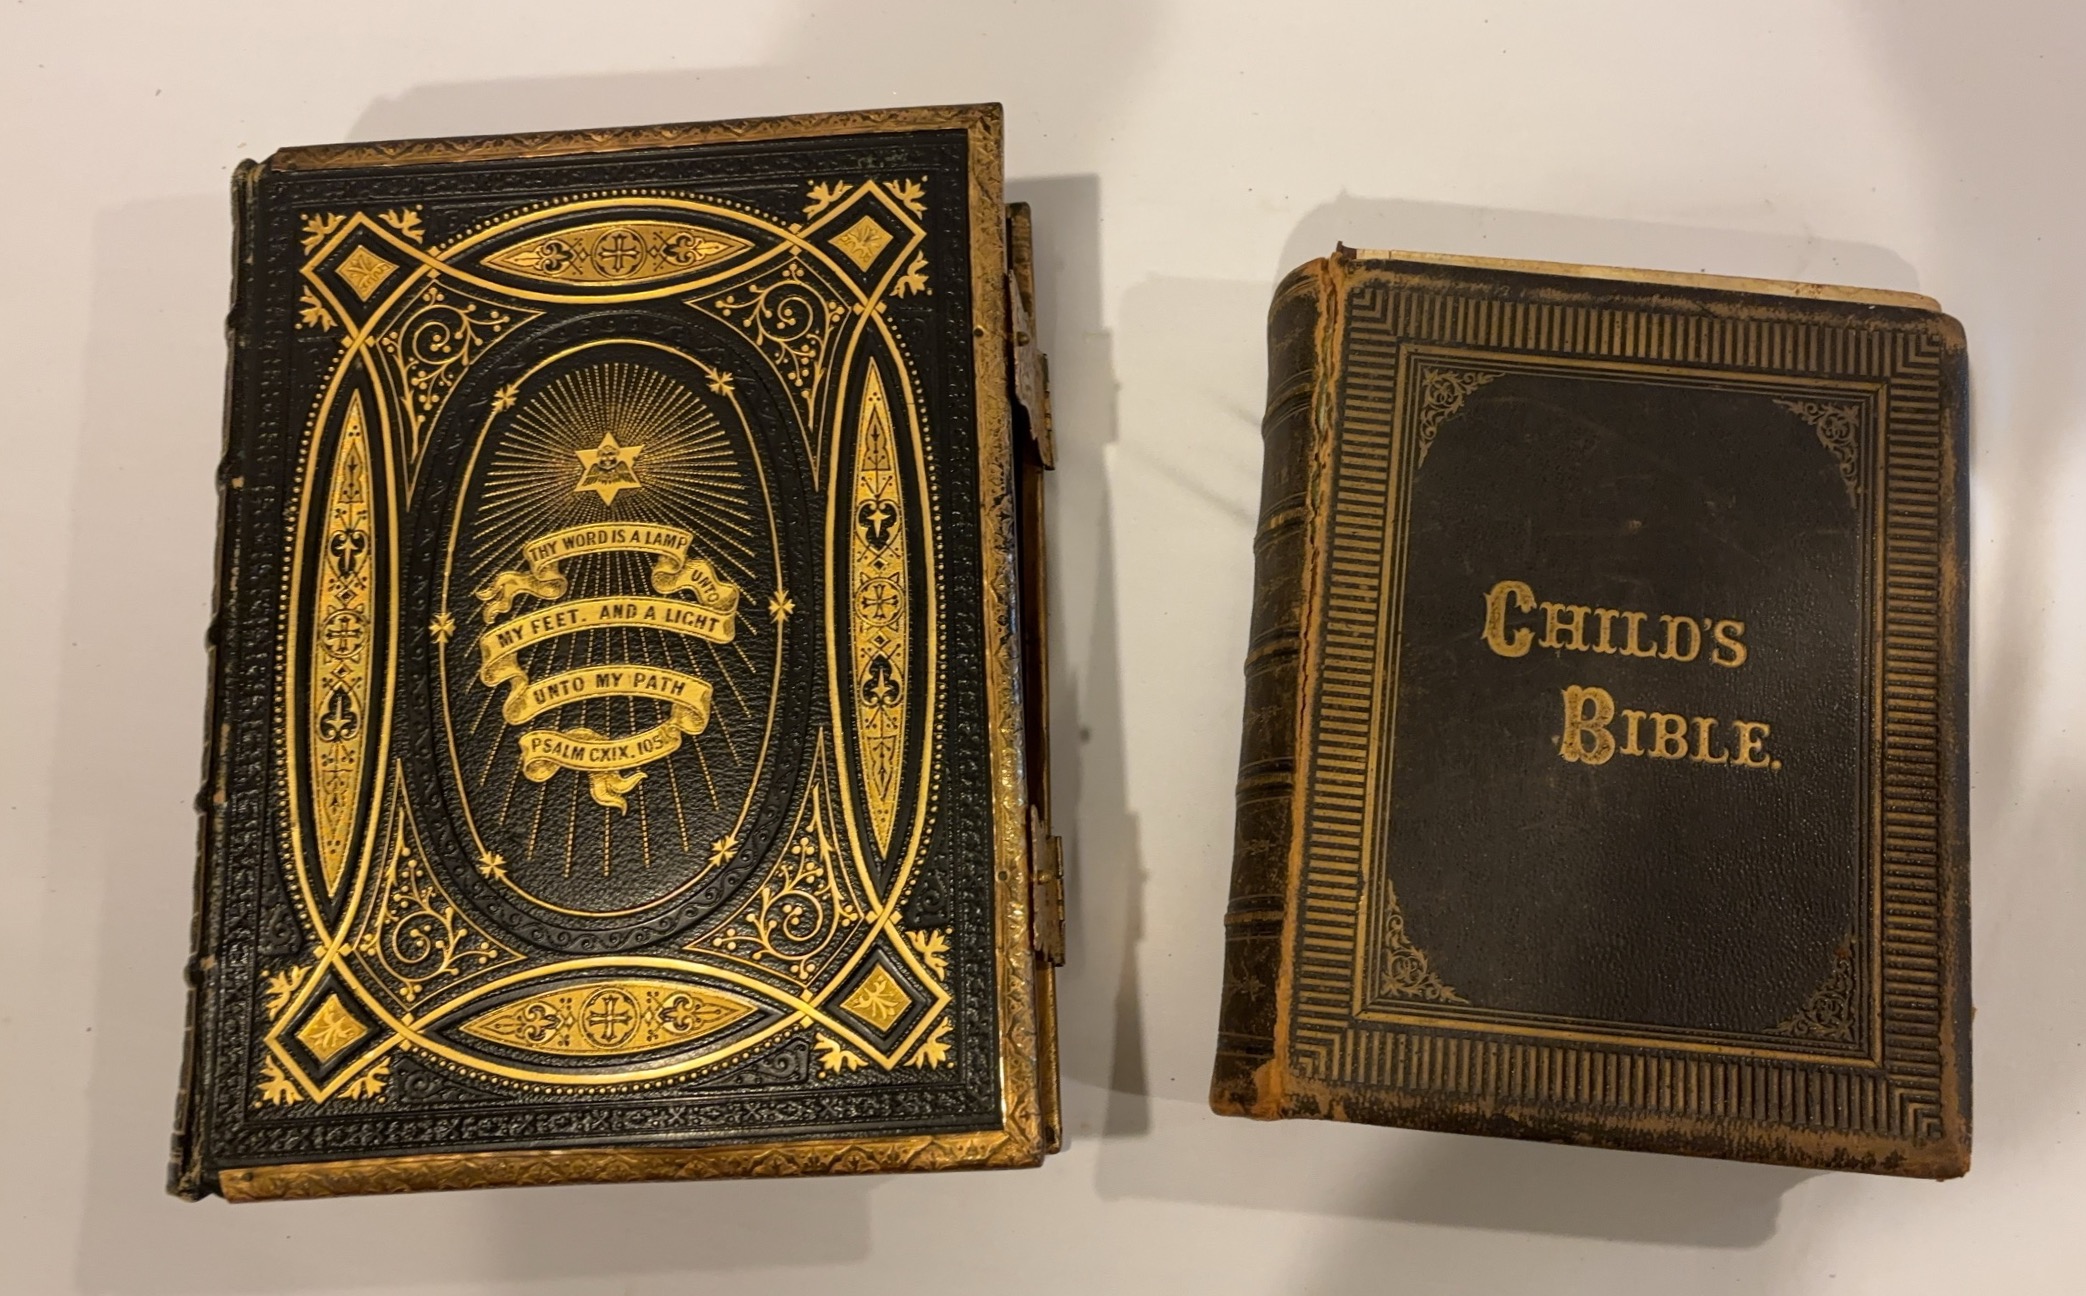 THY WORD IS A LAMP
UNTO
MY FEET. AND A LIGHT
UNTO MY PATH
PSALM CXIX. 105
CHILD'S
BIBLE.